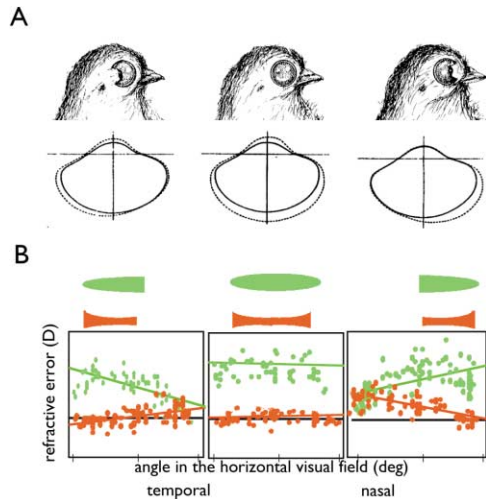 A
B
refractive error (D)
angle in the horizontal visual field (deg)
temporal
nasal